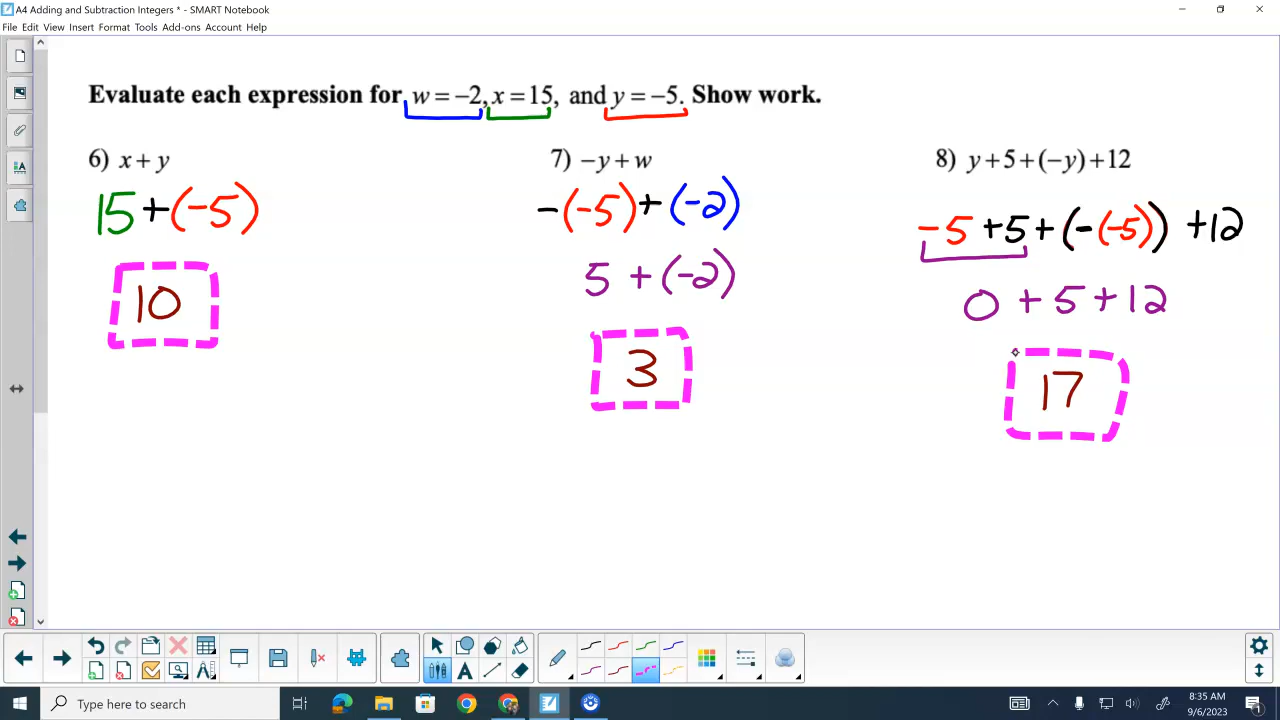 A4 Adding and Subtraction Integers * - SMART Notebook
File Edit View Insert Format Tools Add-ons Account Help
Evaluate each expression for w = −2, x = 15, and y = −5. Show work.
6) x + y
7) −y + w
8) y + 5 + (−y) + 12
15 + (−5)
−(−5) + (−2)
−5 + 5 + (−(−5)) + 12
10
5 + (−2)
0 + 5 + 12
3
17
Type here to search
8:35 AM
9/6/2023
1